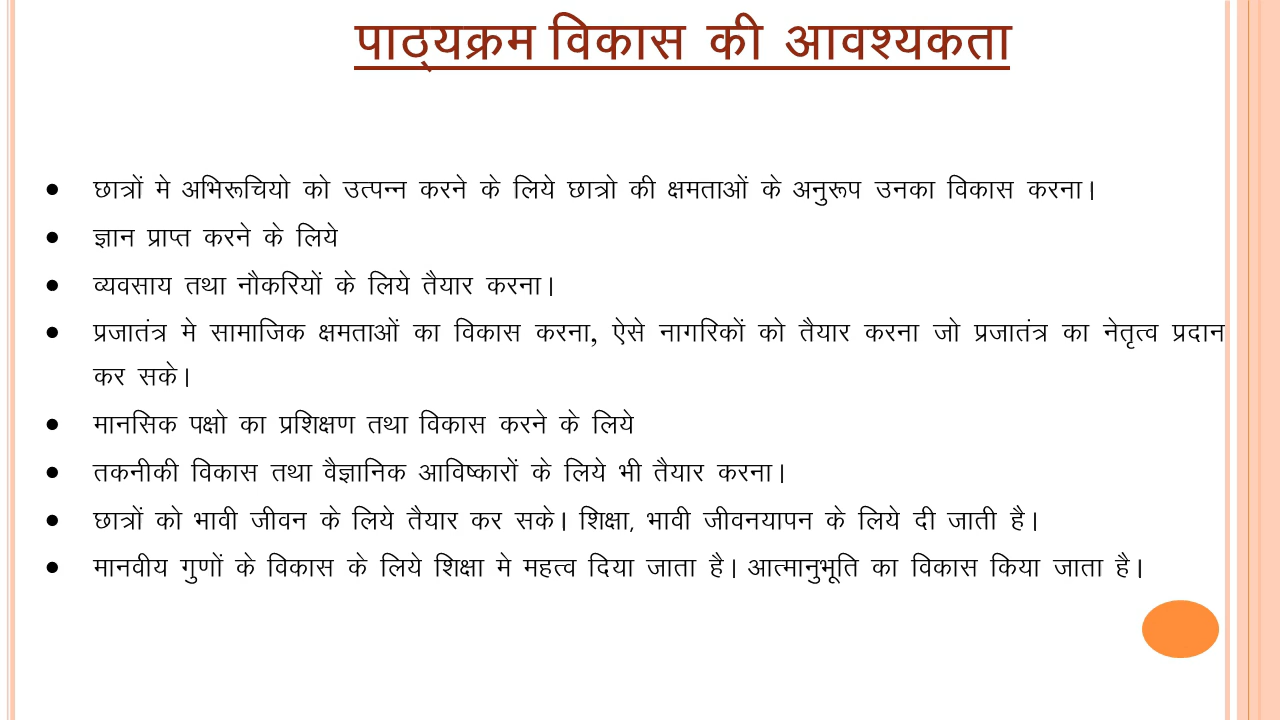 पाठ्यक्रम विकास की आवश्यकता
● छात्रों मे अभिरूचियो को उत्पन्न करने के लिये छात्रो की क्षमताओं के अनुरूप उनका विकास करना।
● ज्ञान प्राप्त करने के लिये
● व्यवसाय तथा नौकरियों के लिये तैयार करना।
● प्रजातंत्र मे सामाजिक क्षमताओं का विकास करना, ऐसे नागरिकों को तैयार करना जो प्रजातंत्र का नेतृत्व प्रदान
कर सके।
● मानसिक पक्षो का प्रशिक्षण तथा विकास करने के लिये
● तकनीकी विकास तथा वैज्ञानिक आविष्कारों के लिये भी तैयार करना।
● छात्रों को भावी जीवन के लिये तैयार कर सके। शिक्षा, भावी जीवनयापन के लिये दी जाती है।
● मानवीय गुणों के विकास के लिये शिक्षा मे महत्व दिया जाता है। आत्मानुभूति का विकास किया जाता है।